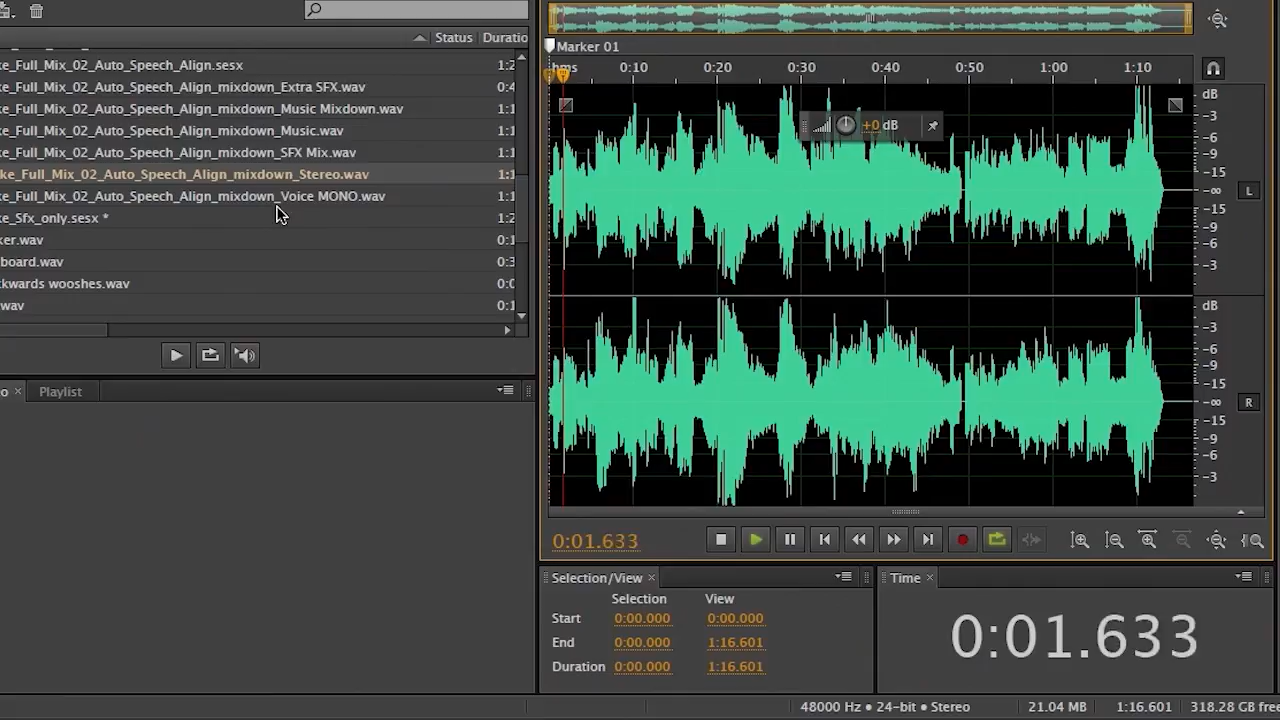 Status Duratio
ke_Full_Mix_02_Auto_Speech_Align.sesx 1:2
ke_Full_Mix_02_Auto_Speech_Align_mixdown_Extra SFX.wav 0:4
ke_Full_Mix_02_Auto_Speech_Align_mixdown_Music Mixdown.wav 1:1
ke_Full_Mix_02_Auto_Speech_Align_mixdown_Music.wav 1:1
ke_Full_Mix_02_Auto_Speech_Align_mixdown_SFX Mix.wav 1:1
ke_Full_Mix_02_Auto_Speech_Align_mixdown_Stereo.wav 1:1
ke_Full_Mix_02_Auto_Speech_Align_mixdown_Voice MONO.wav 1:1
ke_Sfx_only.sesx * 1:2
ker.wav 0:1
board.wav 0:3
kwards wooshes.wav 0:0
wav 0:1
o × Playlist
Marker 01
hms 0:10 0:20 0:30 0:40 0:50 1:00 1:10
+0 dB
dB
-3
-6
-9
-15
-∞
L
-15
-9
-6
-3
dB
-3
-6
-9
-15
-∞
R
-15
-9
-6
-3
0:01.633
Selection/View ×
Selection View
Start 0:00.000 0:00.000
End 0:00.000 1:16.601
Duration 0:00.000 1:16.601
Time ×
0:01.633
48000 Hz • 24-bit • Stereo 21.04 MB 1:16.601 318.28 GB free